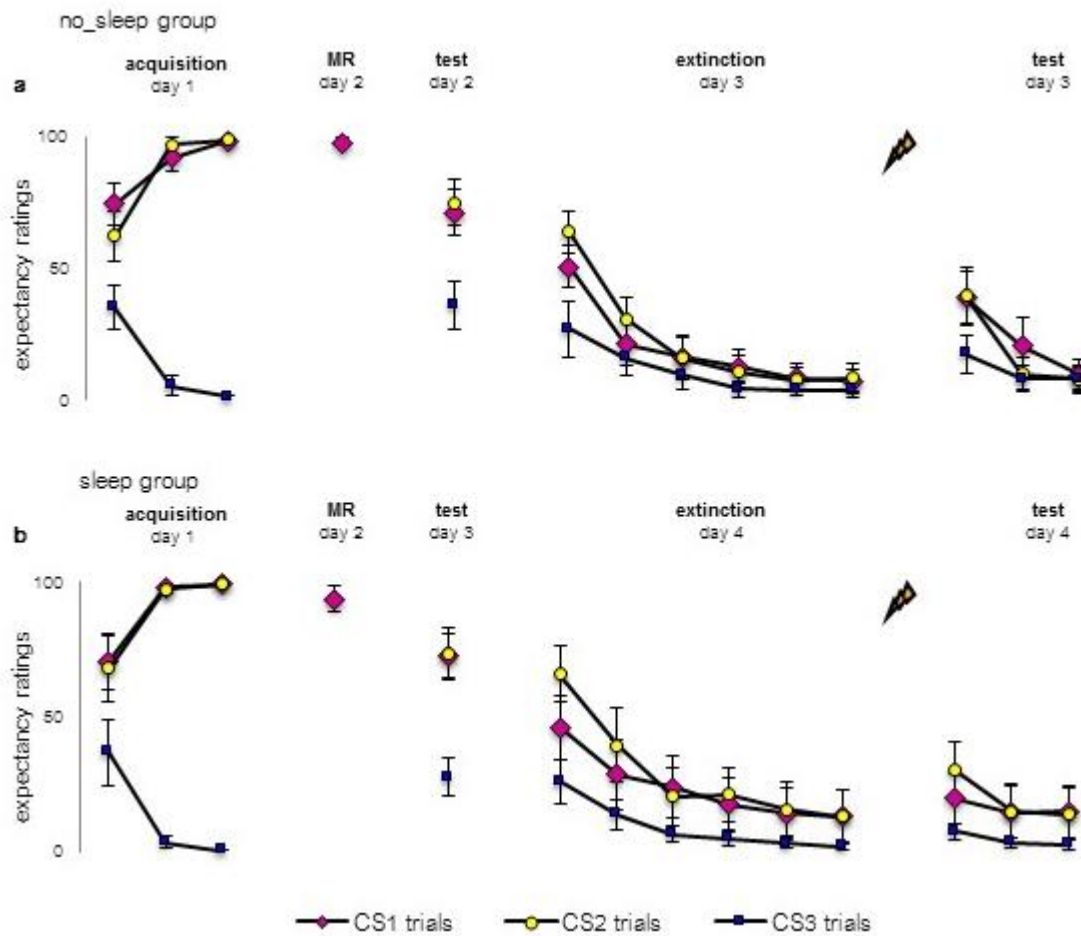 no_sleep group
acquisition MR test extinction test
a day 1 day 2 day 2 day 3 day 3
100
50
0
expectancy ratings
sleep group
acquisition MR test extinction test
b day 1 day 2 day 3 day 4 day 4
100
50
0
expectancy ratings
CS1 trials CS2 trials CS3 trials